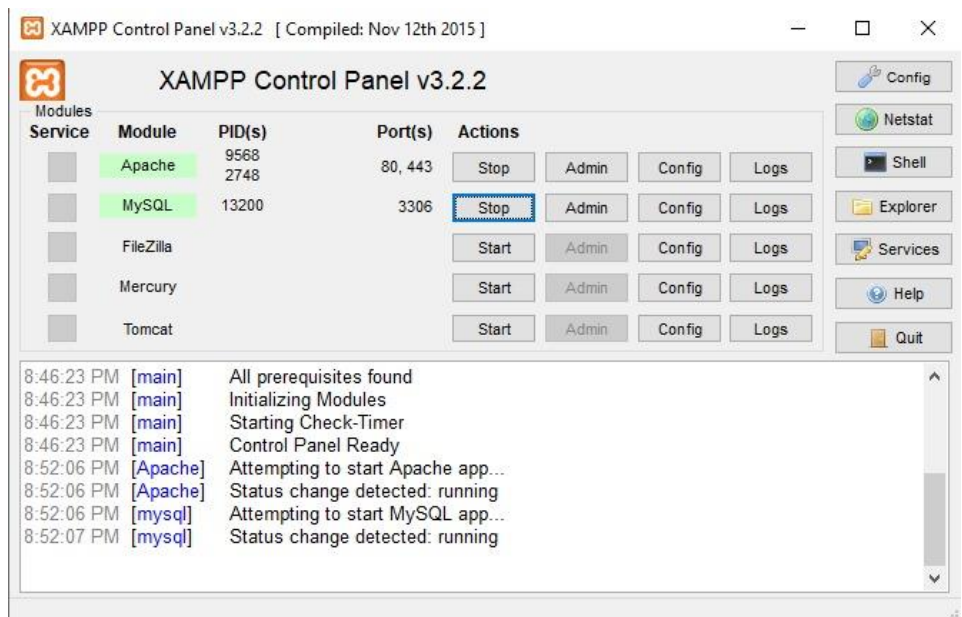 XAMPP Control Panel v3.2.2 [ Compiled: Nov 12th 2015 ]
XAMPP Control Panel v3.2.2
Config
Modules
Service Module PID(s) Port(s) Actions
Netstat
Apache 9568 2748 80, 443 Stop Admin Config Logs
Shell
MySQL 13200 3306 Stop Admin Config Logs
Explorer
FileZilla Start Admin Config Logs
Services
Mercury Start Admin Config Logs
Help
Tomcat Start Admin Config Logs
Quit
8:46:23 PM [main] All prerequisites found
8:46:23 PM [main] Initializing Modules
8:46:23 PM [main] Starting Check-Timer
8:46:23 PM [main] Control Panel Ready
8:52:06 PM [Apache] Attempting to start Apache app...
8:52:06 PM [Apache] Status change detected: running
8:52:06 PM [mysql] Attempting to start MySQL app...
8:52:07 PM [mysql] Status change detected: running